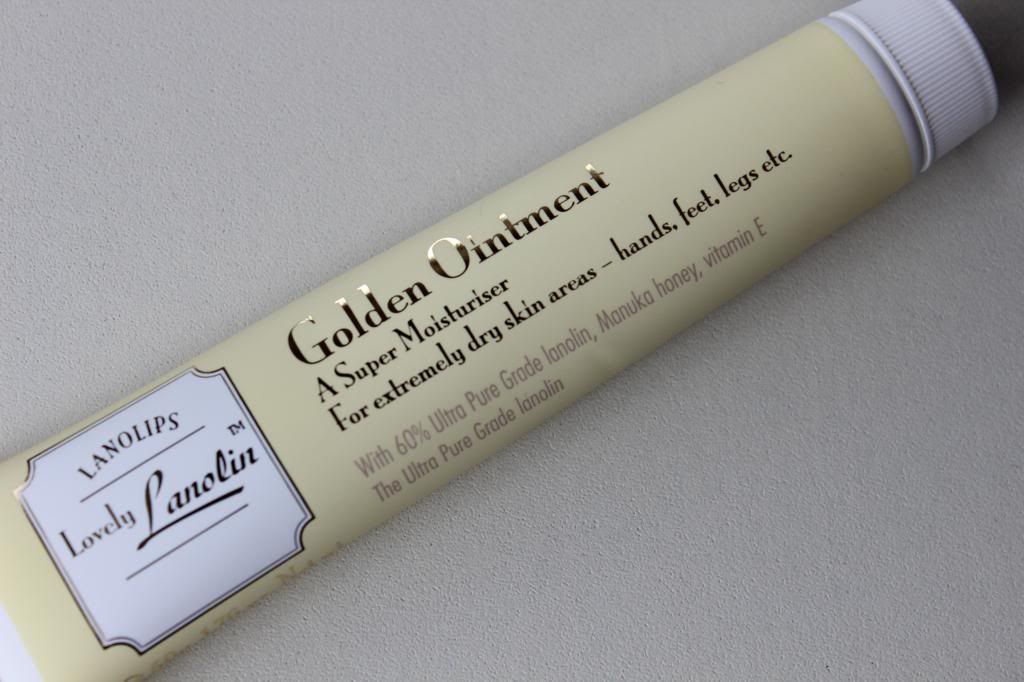 LANOLIPS
TM
Lovely Lanolin
Golden Ointment
A Super Moisturiser
For extremely dry skin areas – hands, feet, legs etc.
With 60% Ultra Pure Grade lanolin, Manuka honey, vitamin E
The Ultra Pure Grade lanolin